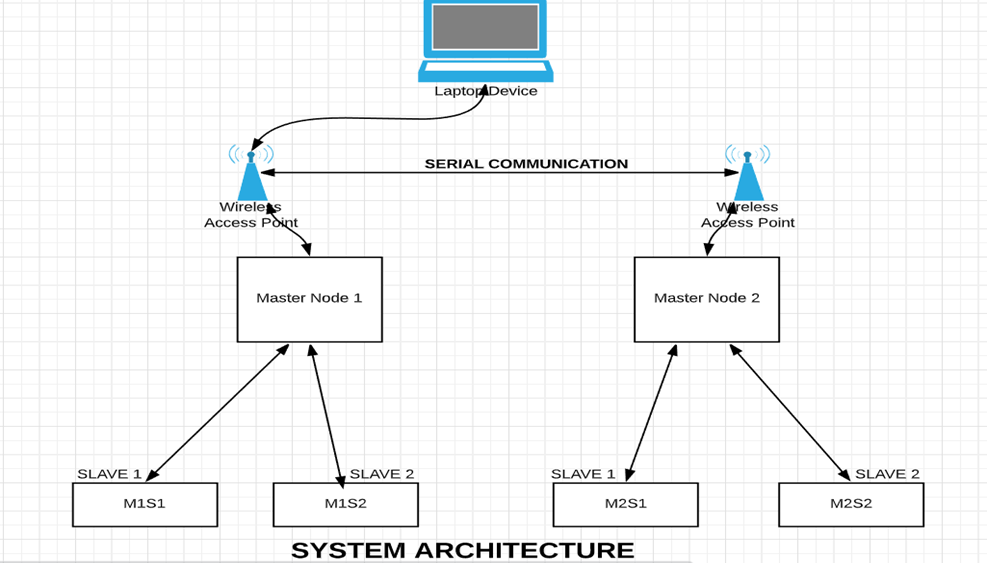 Laptop Device
SERIAL COMMUNICATION
Wireless
Access Point
Wireless
Access Point
Master Node 1
Master Node 2
SLAVE 1
SLAVE 2
SLAVE 1
SLAVE 2
M1S1
M1S2
M2S1
M2S2
SYSTEM ARCHITECTURE